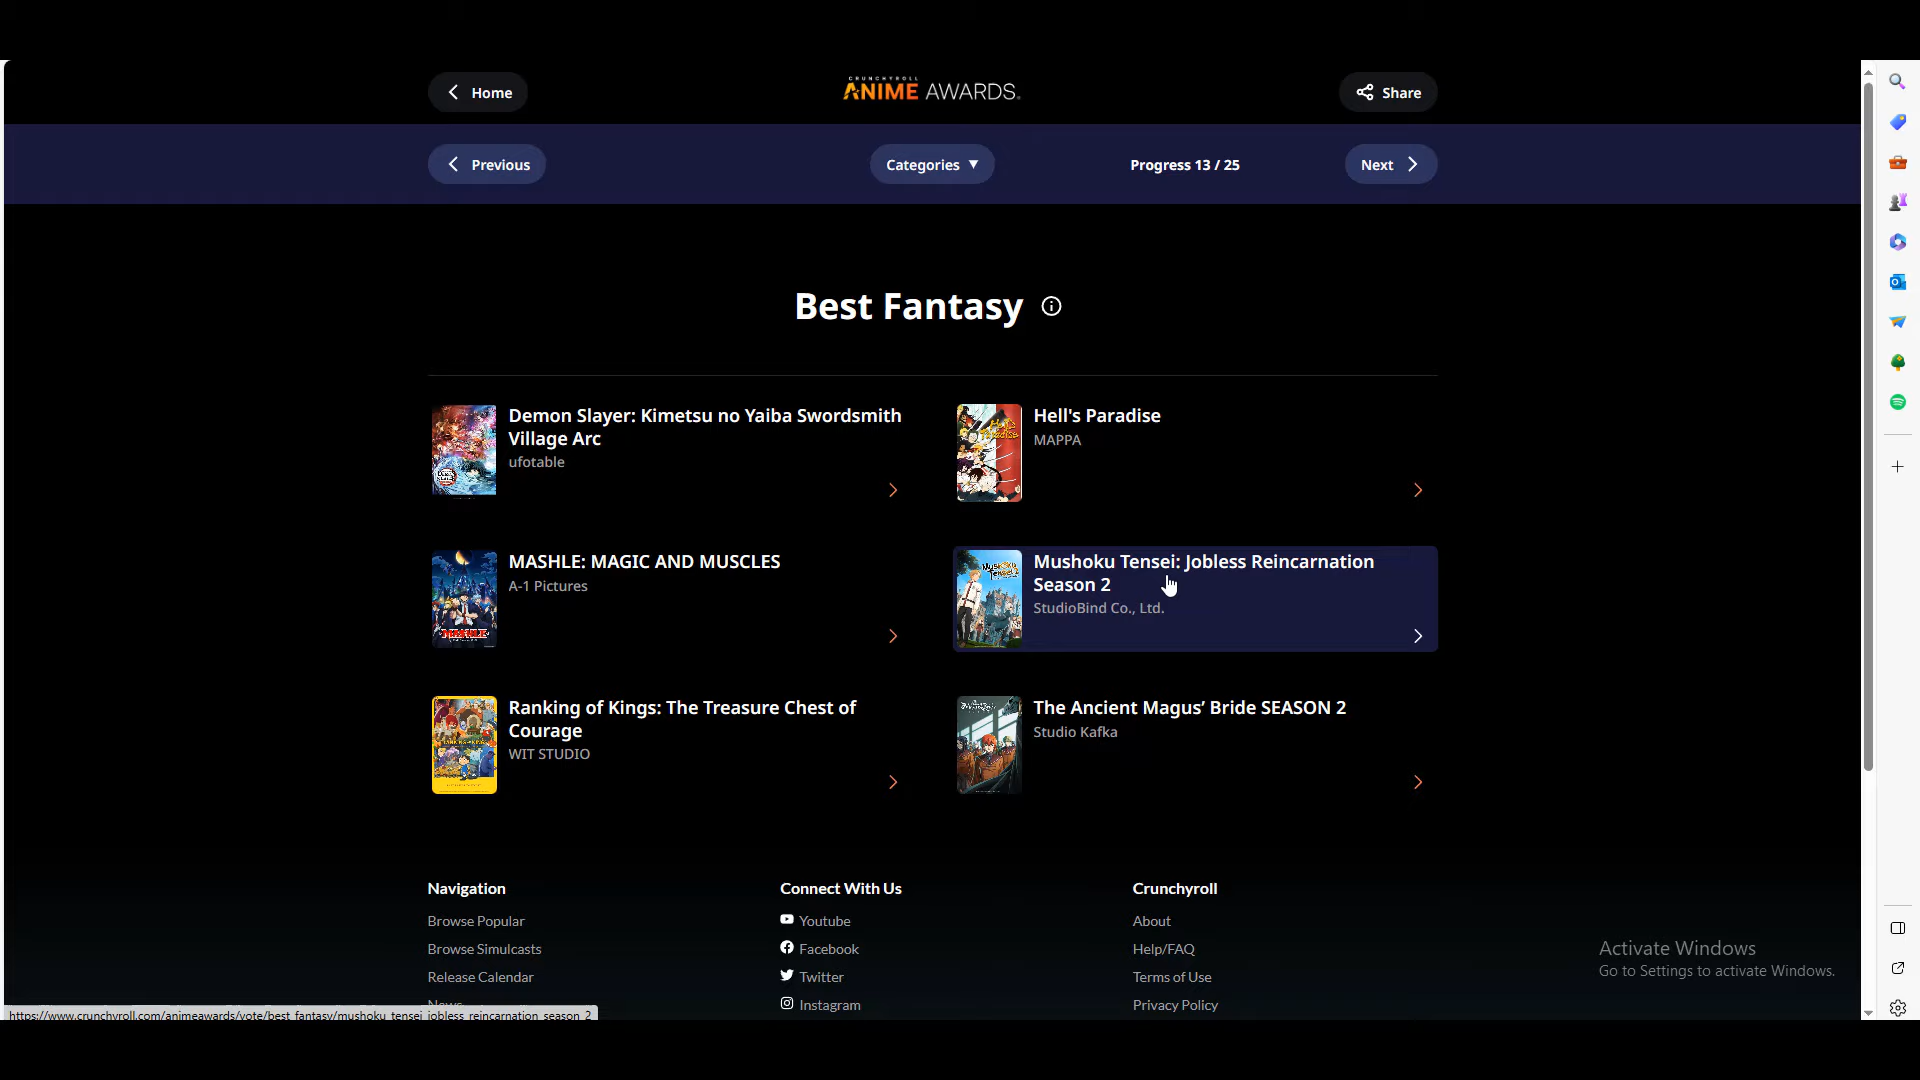 CRUNCHYROLL
Home
ANIME AWARDS.
Share
Previous
Categories ▼
Progress 13 / 25
Next
Best Fantasy
Demon Slayer: Kimetsu no Yaiba Swordsmith
Village Arc
ufotable
Hell's Paradise
MAPPA
MASHLE: MAGIC AND MUSCLES
A-1 Pictures
Mushoku Tensei: Jobless Reincarnation
Season 2
StudioBind Co., Ltd.
Ranking of Kings: The Treasure Chest of
Courage
WIT STUDIO
The Ancient Magus’ Bride SEASON 2
Studio Kafka
Navigation
Browse Popular
Browse Simulcasts
Release Calendar
News
Connect With Us
Youtube
Facebook
Twitter
Instagram
Crunchyroll
About
Help/FAQ
Terms of Use
Privacy Policy
Activate Windows
Go to Settings to activate Windows.
https://www.crunchyroll.com/animeawards/vote/best_fantasy/mushoku_tensei_jobless_reincarnation_season_2